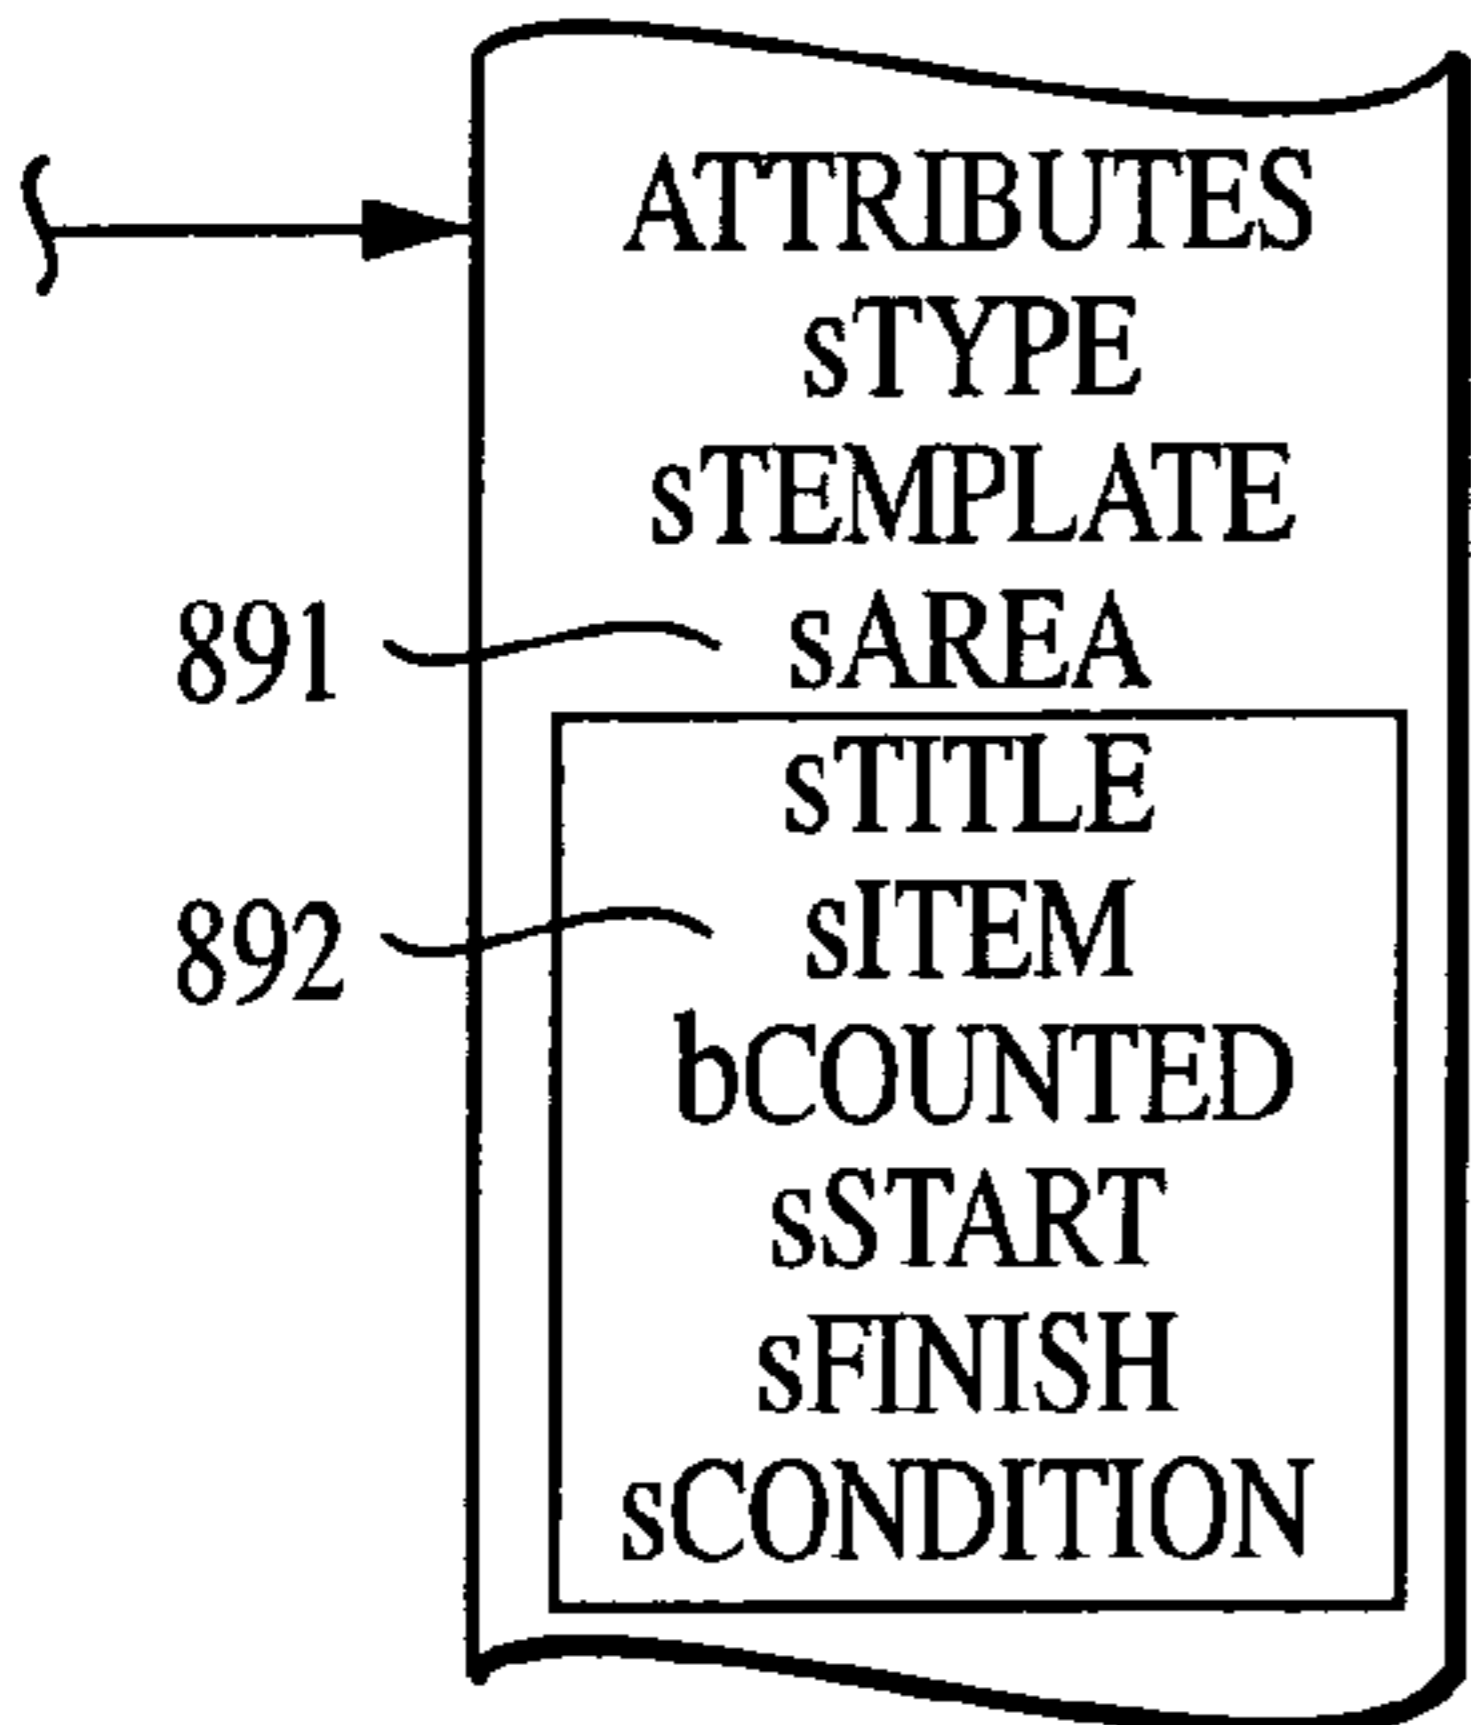 ATTRIBUTES
sTYPE
sTEMPLATE
891 sAREA
sTITLE
892 sITEM
bCOUNTED
sSTART
sFINISH
sCONDITION